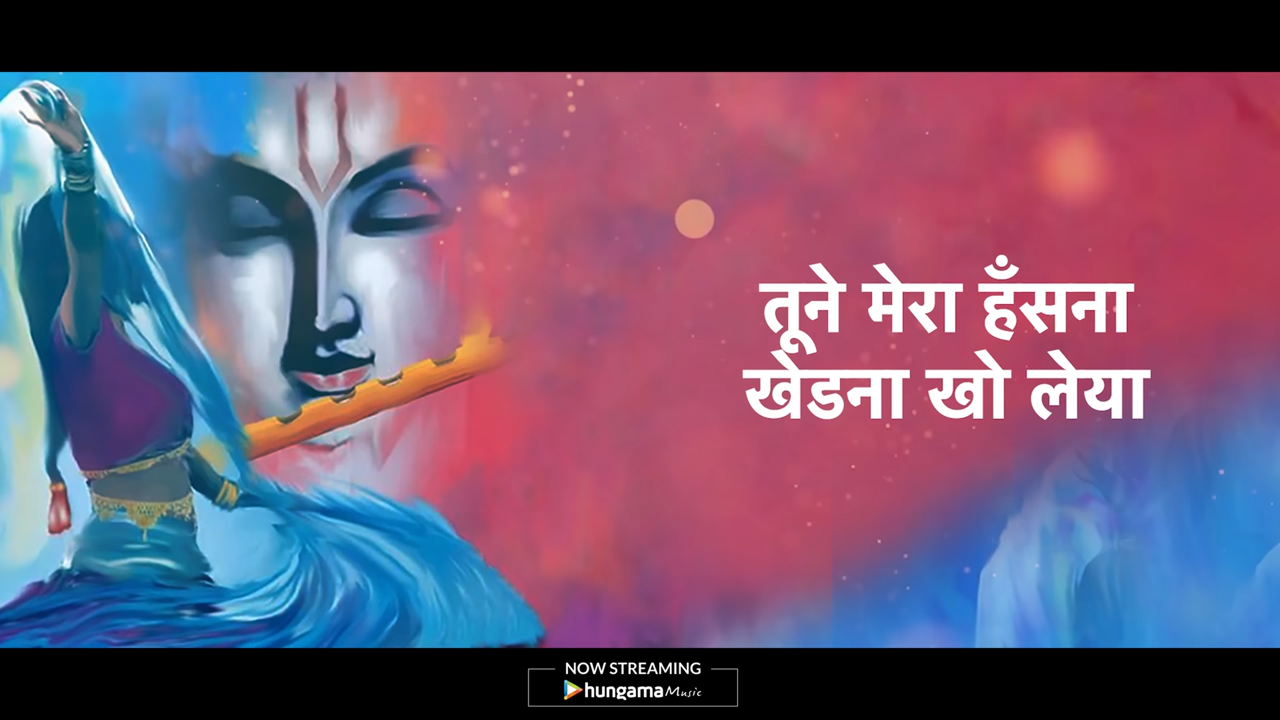 तूने मेरा हँसना
खेडना खो लेया
NOW STREAMING
hungama Music